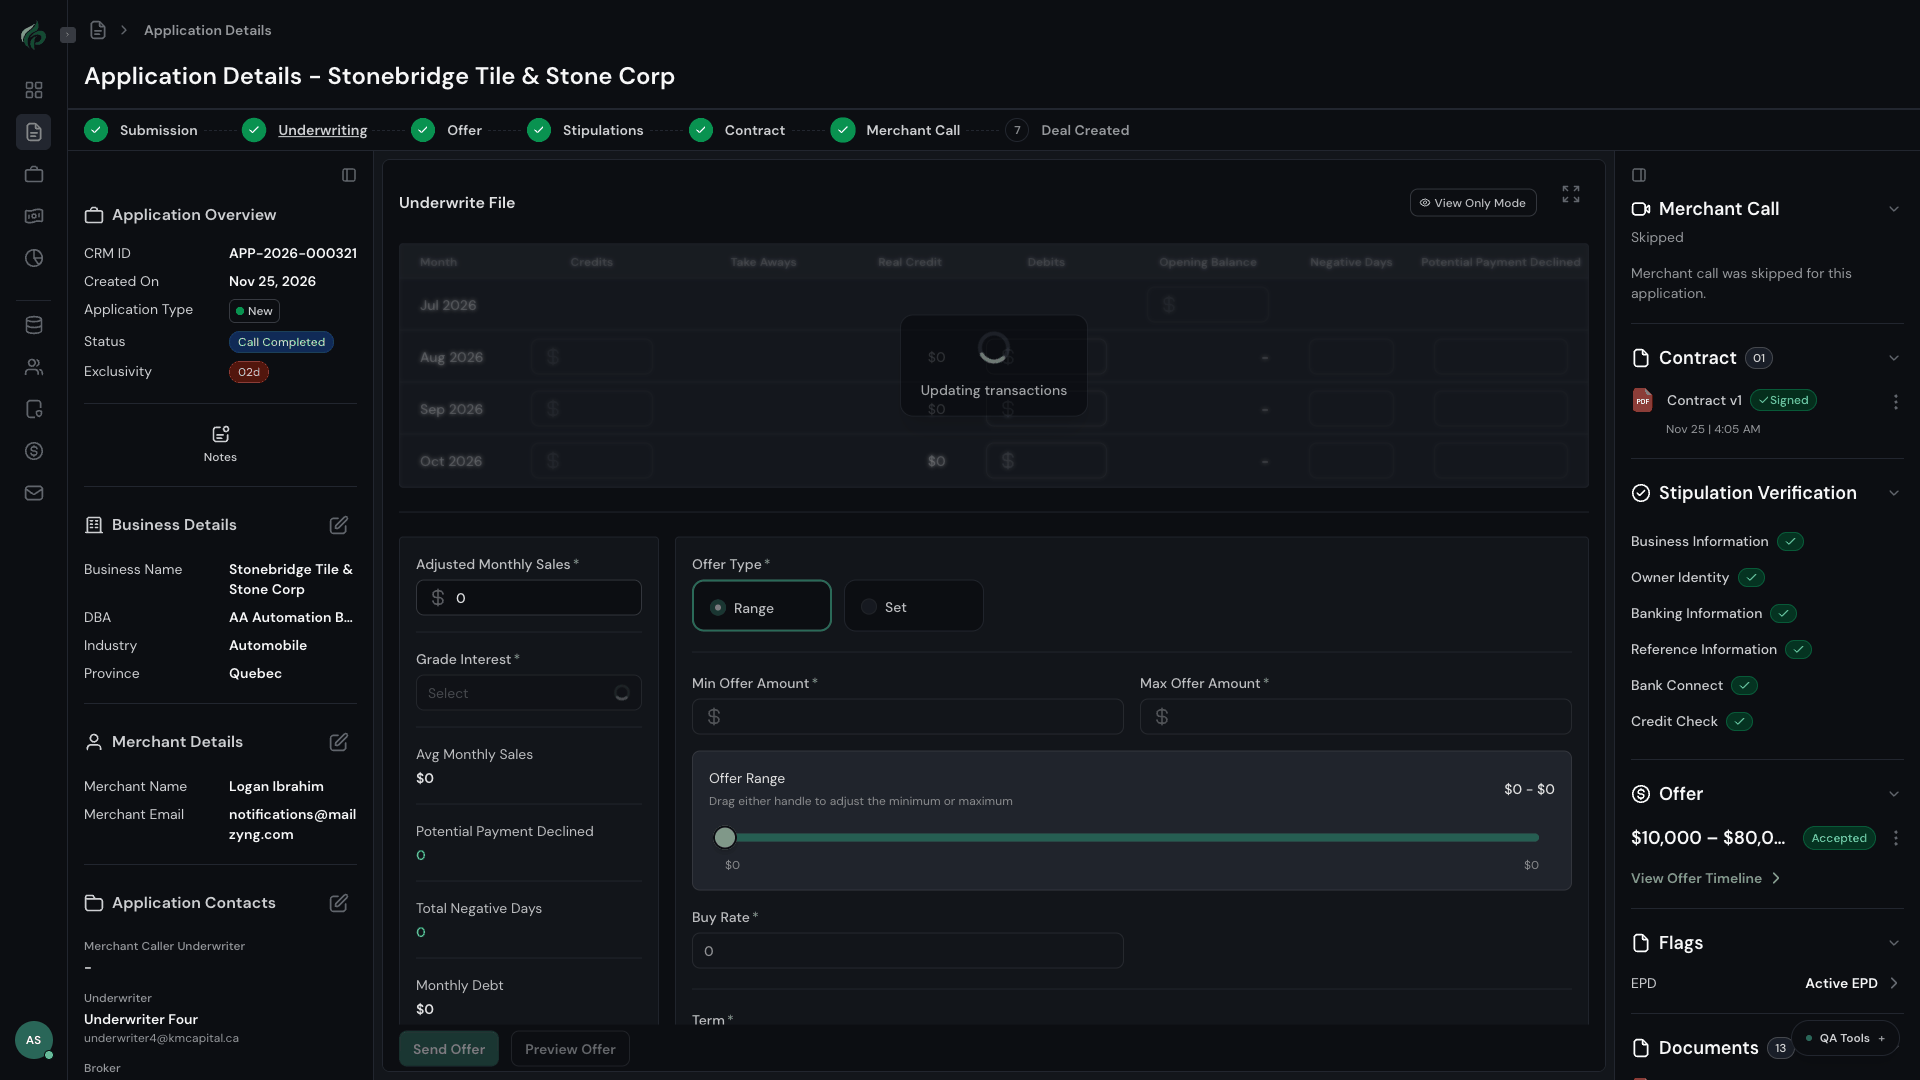 Application Details
Application Details – Stonebridge Tile & Stone Corp
Submission
Underwriting
Offer
Stipulations
Contract
Merchant Call
7
Deal Created
Application Overview
CRM ID
APP-2026-000321
Created On
Nov 25, 2026
Application Type
New
Status
Call Completed
Exclusivity
02d
Notes
Business Details
Business Name
Stonebridge Tile &
Stone Corp
DBA
AA Automation B...
Industry
Automobile
Province
Quebec
Merchant Details
Merchant Name
Logan Ibrahim
Merchant Email
notifications@mail
zyng.com
Application Contacts
Merchant Caller Underwriter
-
Underwriter
Underwriter Four
underwriter4@kmcapital.ca
Broker
AS
Underwrite File
View Only Mode
Month
Credits
Take Aways
Real Credit
Debits
Opening Balance
Negative Days
Potential Payment Declined
Jul 2026
$
Aug 2026
$
$0
$
-
Sep 2026
$
$0
$
-
Oct 2026
$
$0
$
-
Updating transactions
Adjusted Monthly Sales *
$ 0
Grade Interest *
Select
Avg Monthly Sales
$0
Potential Payment Declined
0
Total Negative Days
0
Monthly Debt
$0
Offer Type *
Range
Set
Min Offer Amount *
$
Max Offer Amount *
$
Offer Range
Drag either handle to adjust the minimum or maximum
$0 - $0
$0
$0
Buy Rate *
0
Term *
Send Offer
Preview Offer
Merchant Call
Skipped
Merchant call was skipped for this
application.
Contract
01
PDF
Contract v1
Signed
Nov 25 | 4:05 AM
Stipulation Verification
Business Information
Owner Identity
Banking Information
Reference Information
Bank Connect
Credit Check
Offer
$10,000 – $80,0...
Accepted
View Offer Timeline
Flags
EPD
Active EPD
Documents
13
QA Tools +